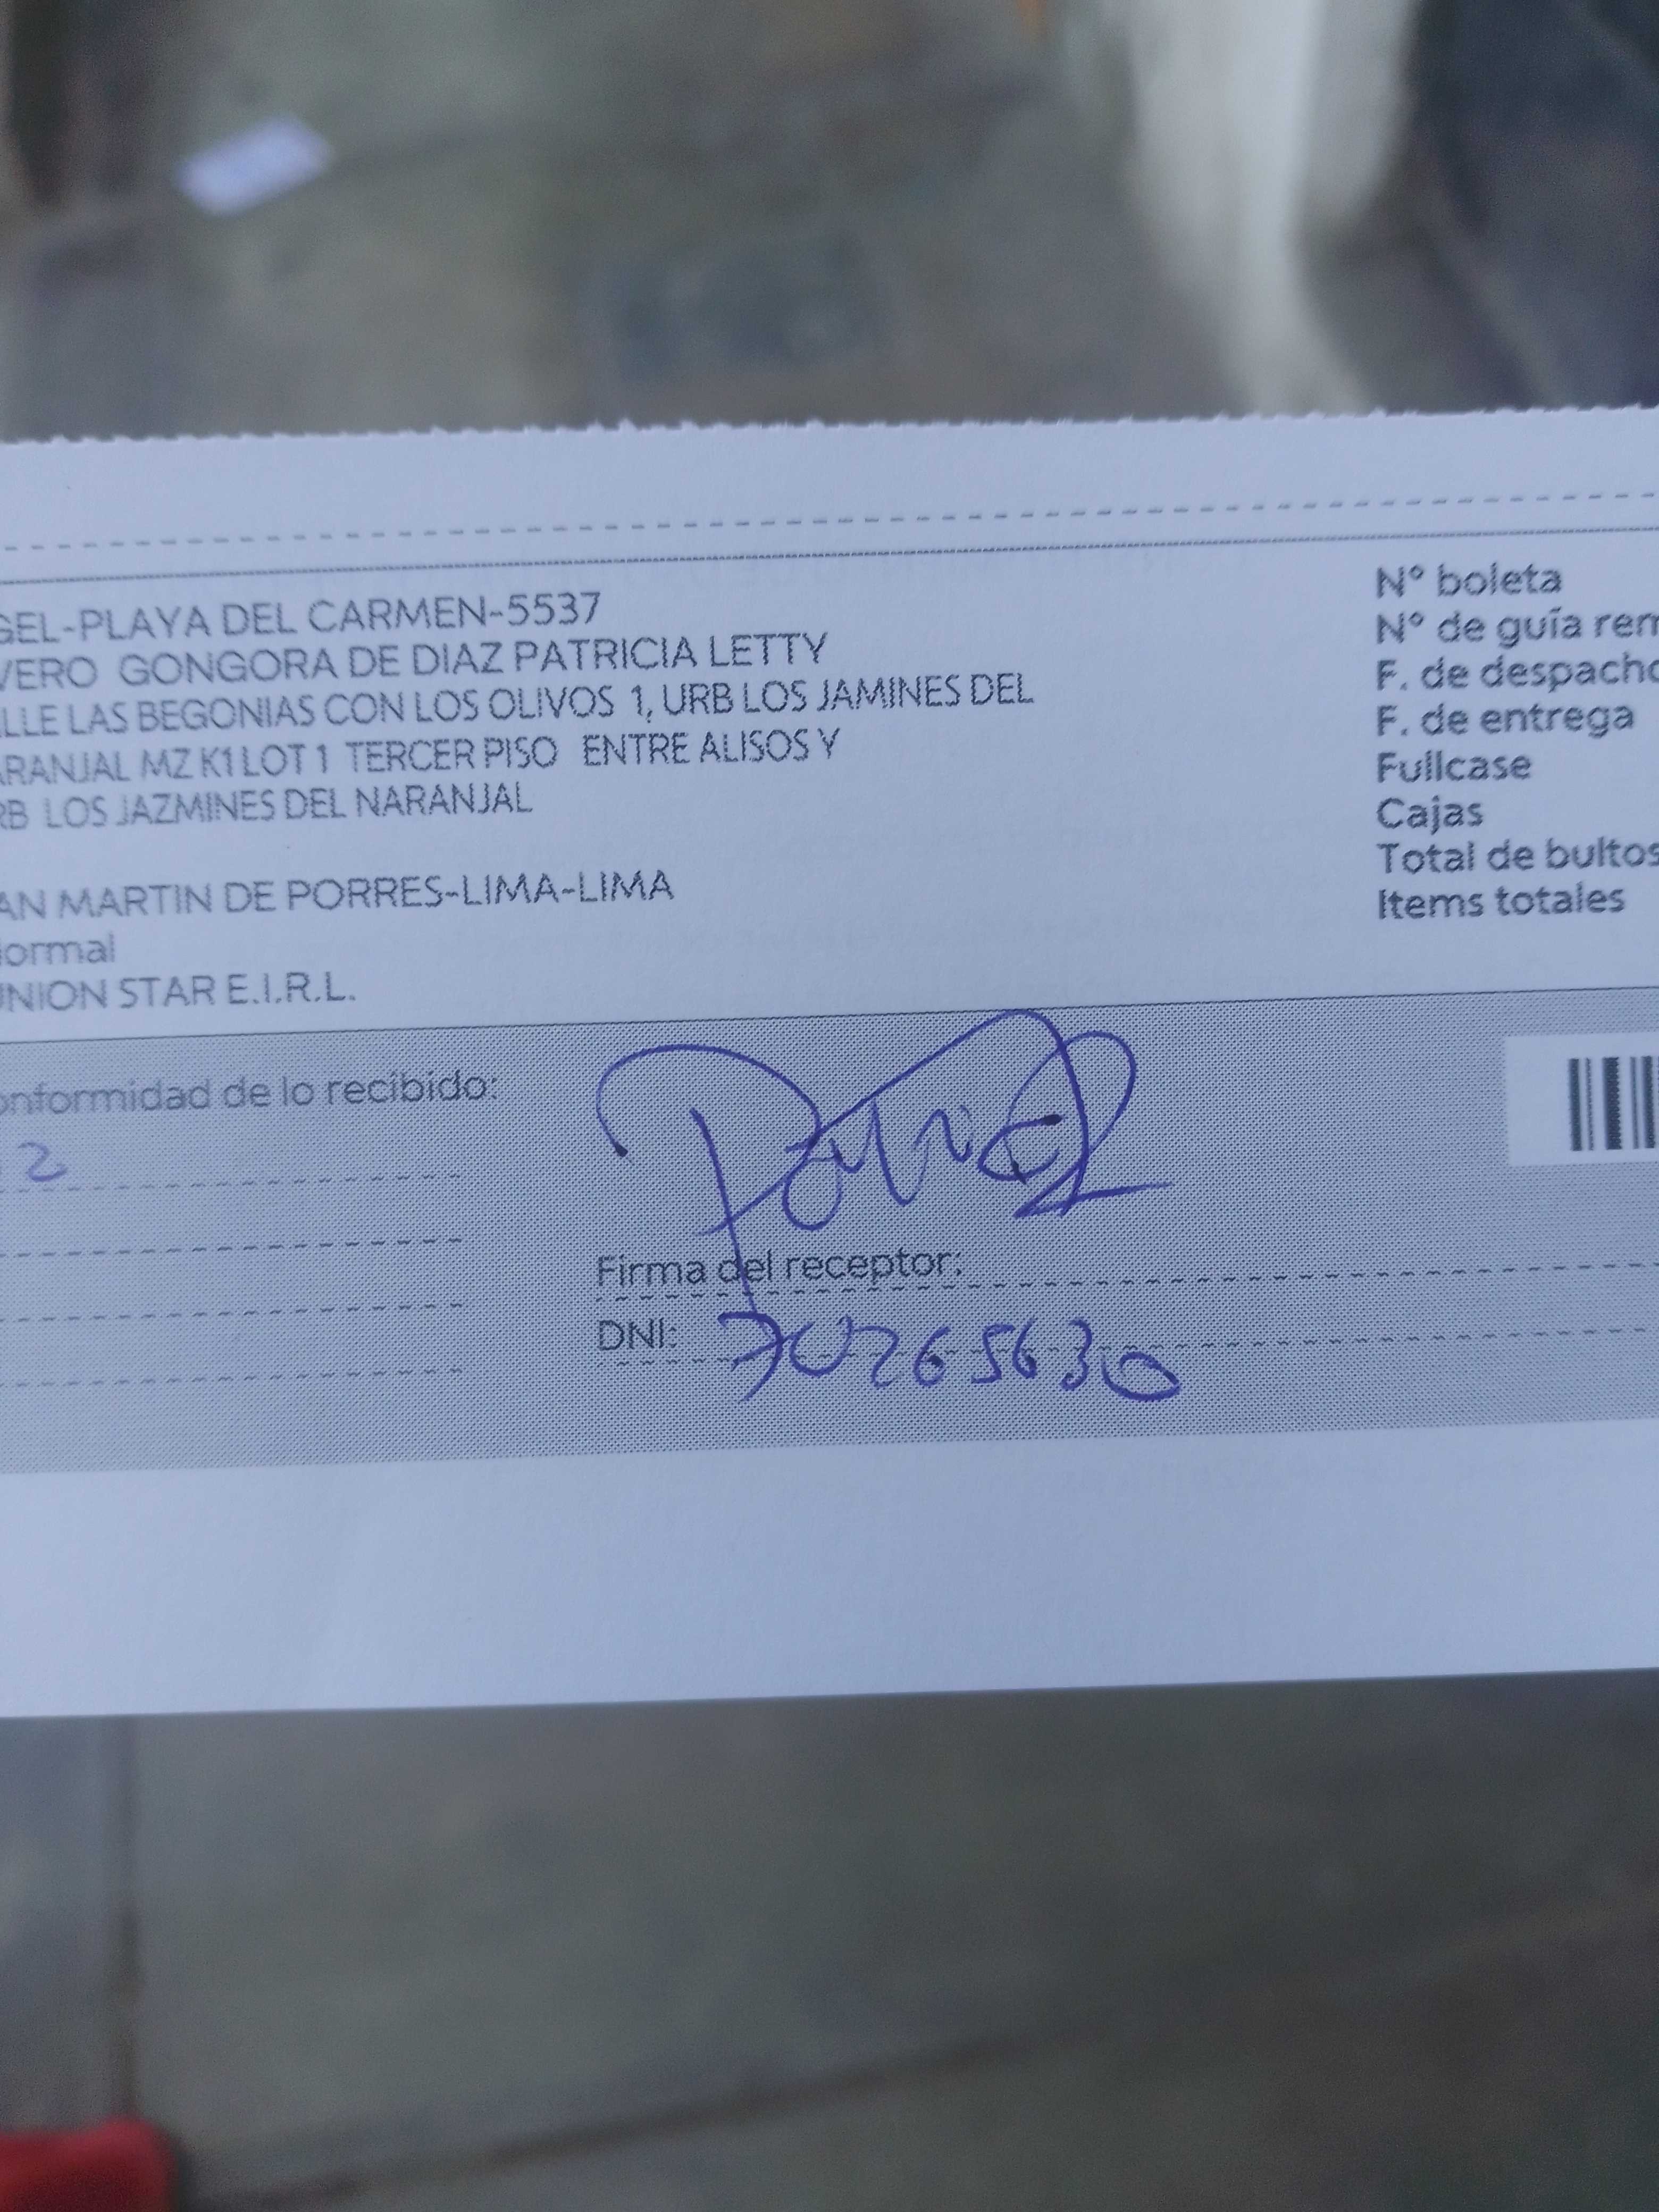 GEL-PLAYA DEL CARMEN-5537
VERO GONGORA DE DIAZ PATRICIA LETTY
LLE LAS BEGONIAS CON LOS OLIVOS 1, URB LOS JAMINES DEL
ARANJAL MZ K1 LOT 1 TERCER PISO ENTRE ALISOS Y
RB LOS JAZMINES DEL NARANJAL
AN MARTIN DE PORRES-LIMA-LIMA
ormal
UNION STAR E.I.R.L.
N° boleta
N° de guía rem
F. de despacho
F. de entrega
Fullcase
Cajas
Total de bultos
Items totales
onformidad de lo recibido:
2
Firma del receptor:
DNI: 70265630